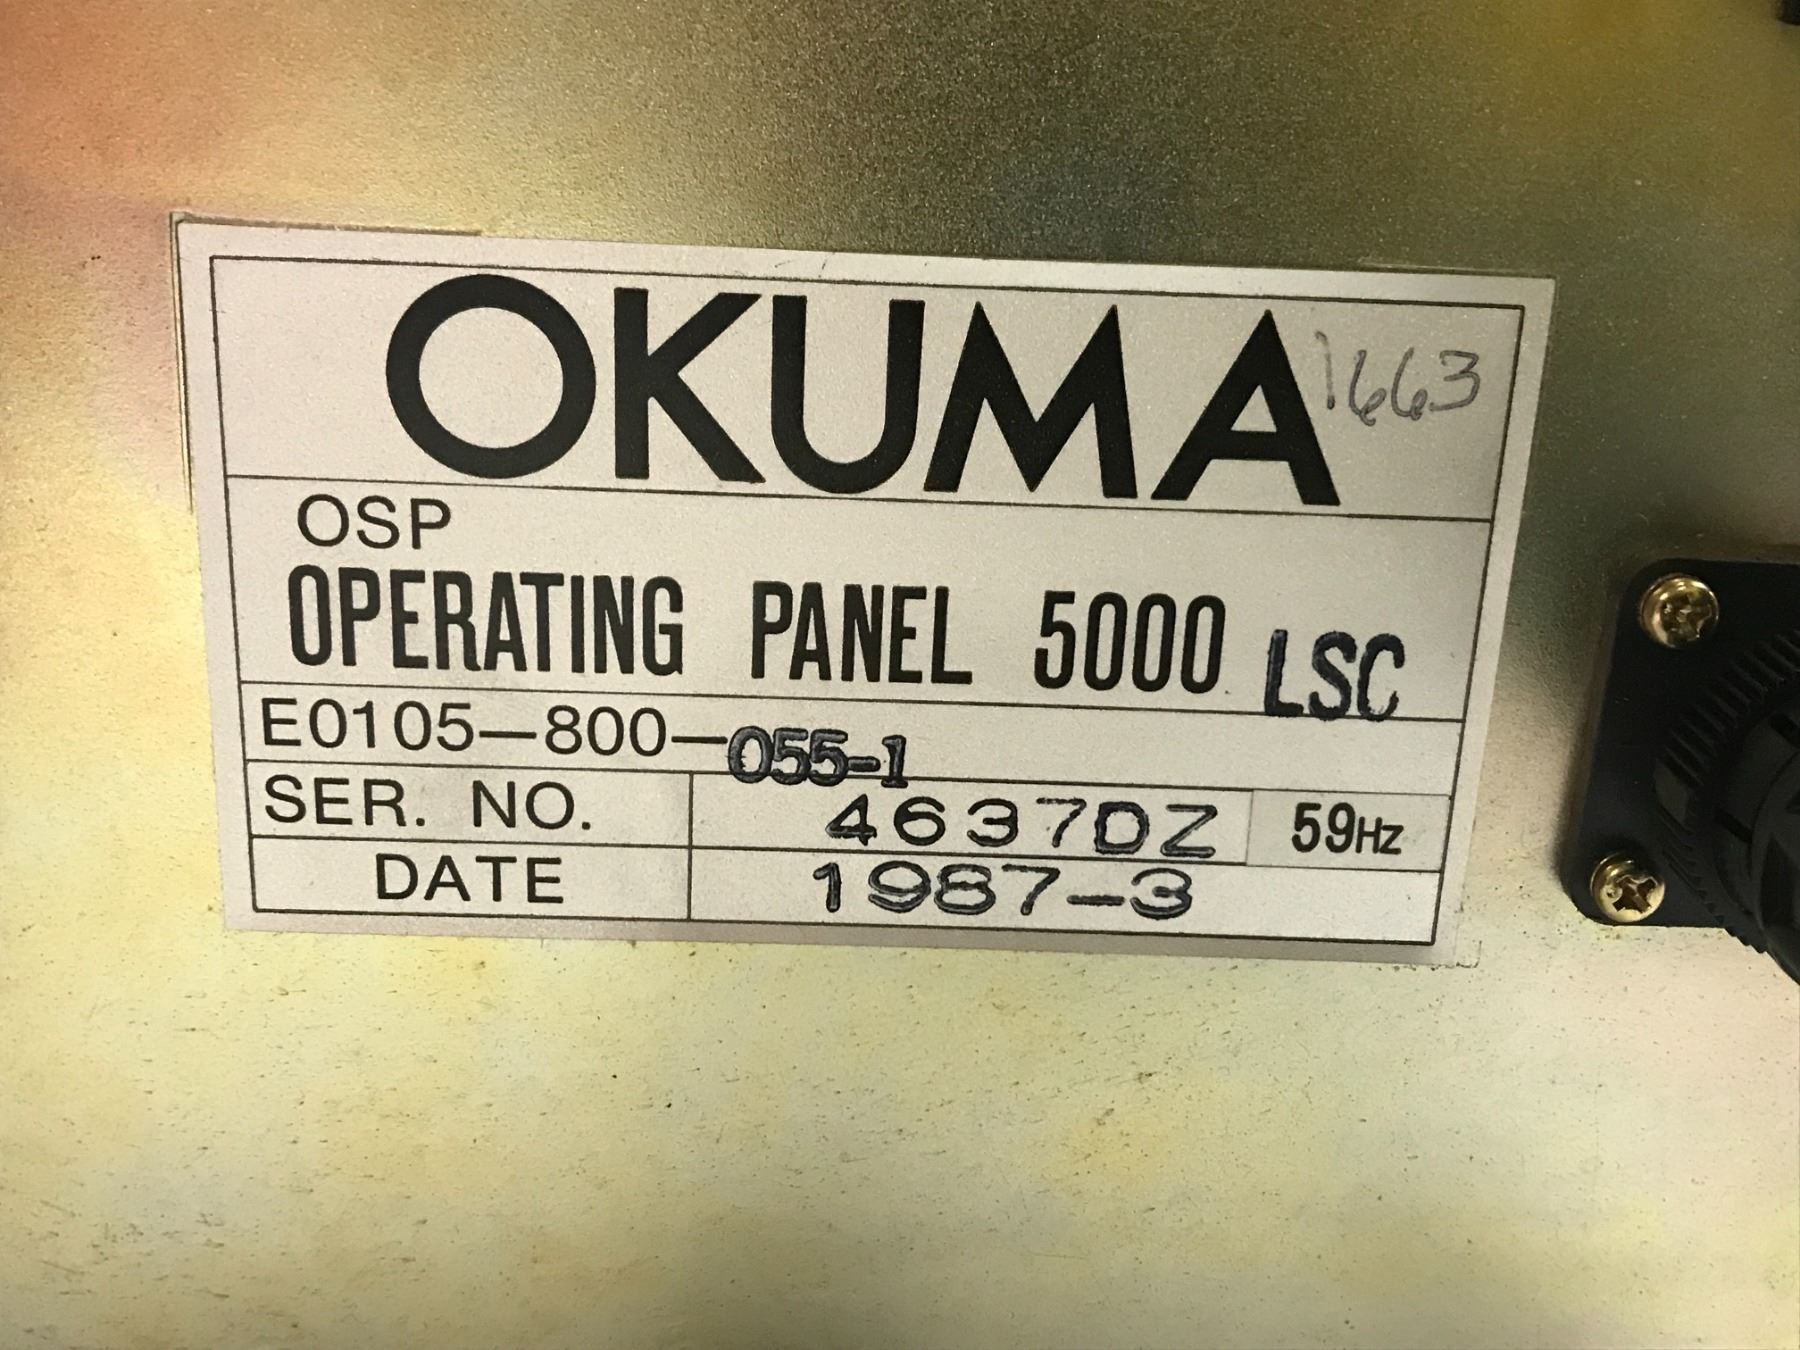 OKUMA 1663
OSP
OPERATING PANEL 5000 LSC
E0105-800-055-1
SER. NO. 4637DZ 59Hz
DATE 1987-3